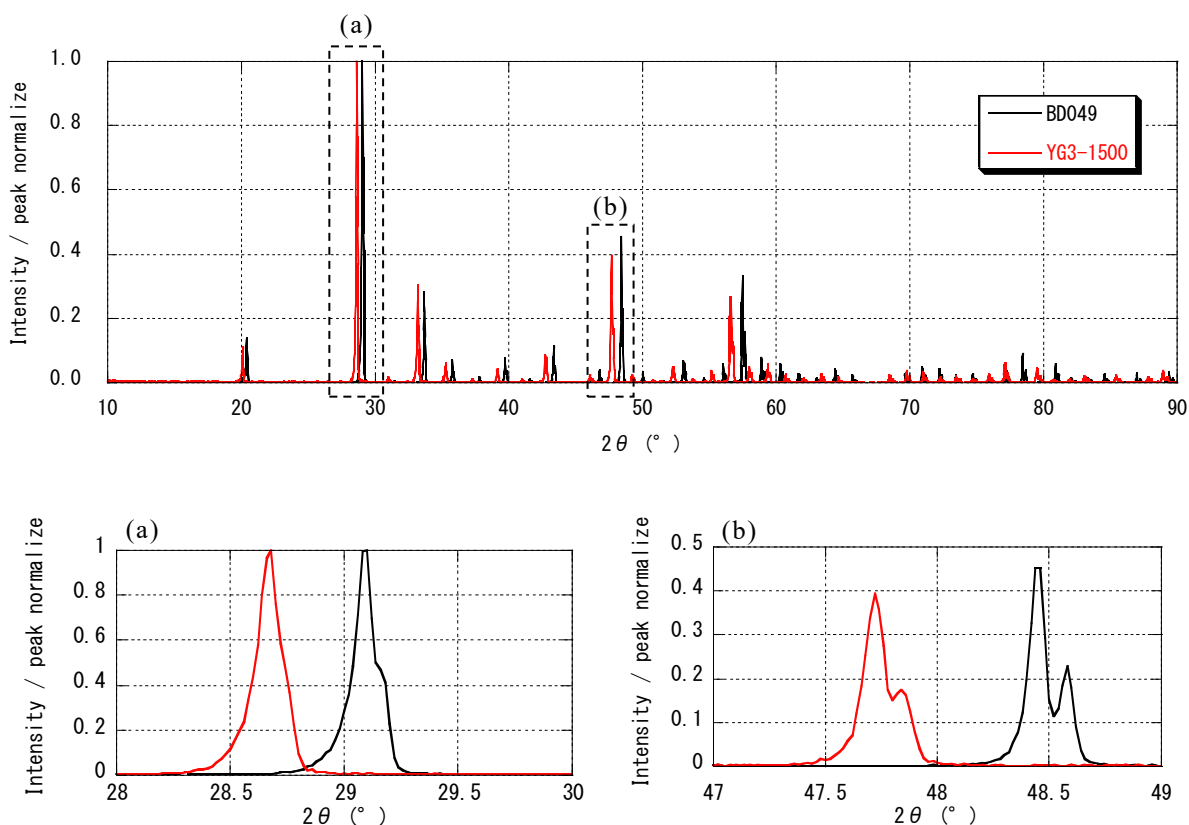 (a)
(b)
Intensity / peak normalize
1.0
0.8
0.6
0.4
0.2
0.0
10 20 30 40 50 60 70 80 90
2θ (°)
BD049
YG3-1500
(a)
Intensity / peak normalize
1
0.8
0.6
0.4
0.2
0
28 28.5 29 29.5 30
2θ (°)
(b)
Intensity / peak normalize
0.5
0.4
0.3
0.2
0.1
0
47 47.5 48 48.5 49
2θ (°)